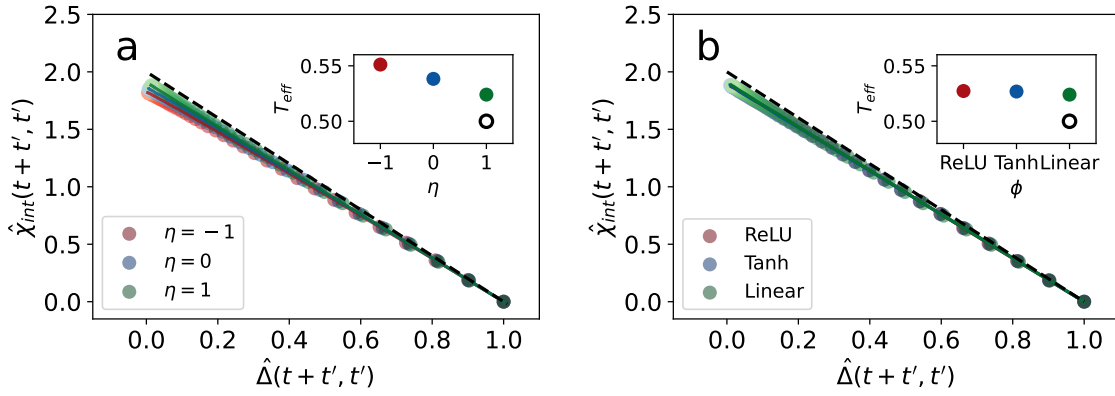 a
2.5
2.0
1.5
1.0
0.5
0.0
χ̂_int(t + t′, t′)
0.0 0.2 0.4 0.6 0.8 1.0
Δ̂(t + t′, t′)
η = −1
η = 0
η = 1
T_eff
0.55
0.50
−1 0 1
η
b
2.5
2.0
1.5
1.0
0.5
0.0
χ̂_int(t + t′, t′)
0.0 0.2 0.4 0.6 0.8 1.0
Δ̂(t + t′, t′)
ReLU
Tanh
Linear
T_eff
0.55
0.50
ReLU Tanh Linear
ϕ